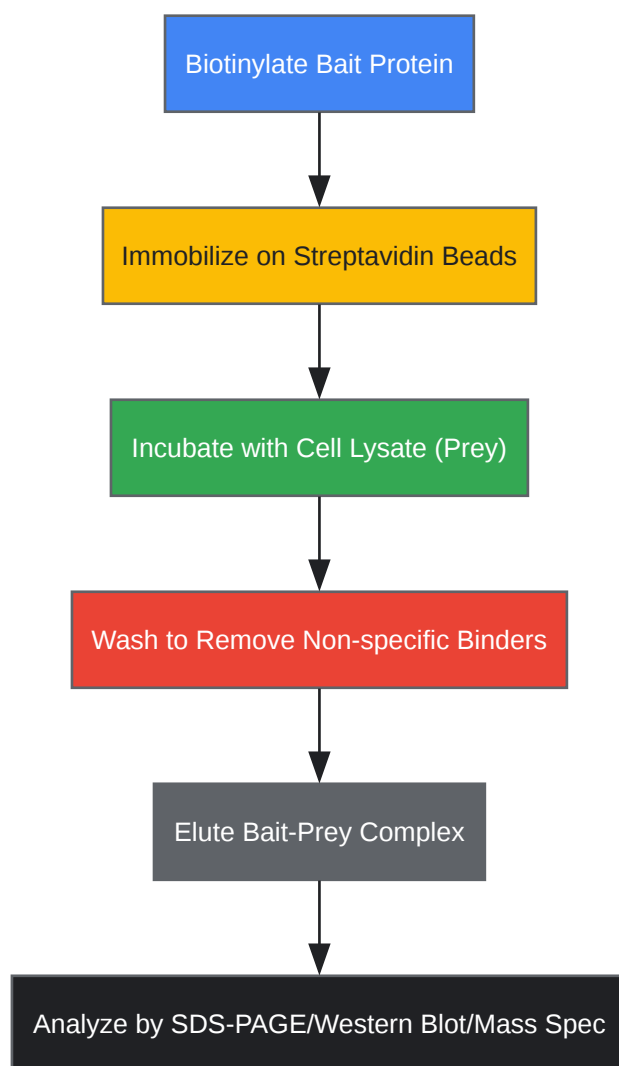 Biotinylate Bait Protein
Immobilize on Streptavidin Beads
Incubate with Cell Lysate (Prey)
Wash to Remove Non-specific Binders
Elute Bait-Prey Complex
Analyze by SDS-PAGE/Western Blot/Mass Spec